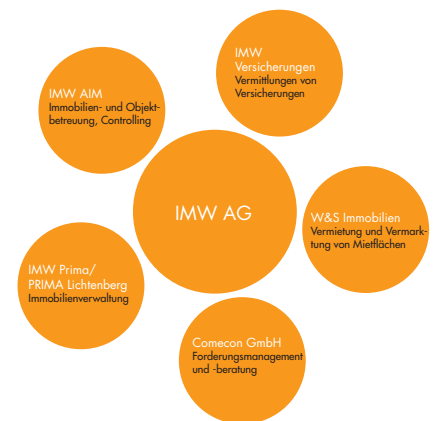 IMW
Versicherungen
Vermittlungen von
Versicherungen
IMW AIM
Immobilien- und Objekt-
betreuung, Controlling
IMW AG
W&S Immobilien
Vermietung und Vermark-
tung von Mietflächen
IMW Prima/
PRIMA Lichtenberg
Immobilienverwaltung
Comecon GmbH
Forderungsmanagement
und -beratung